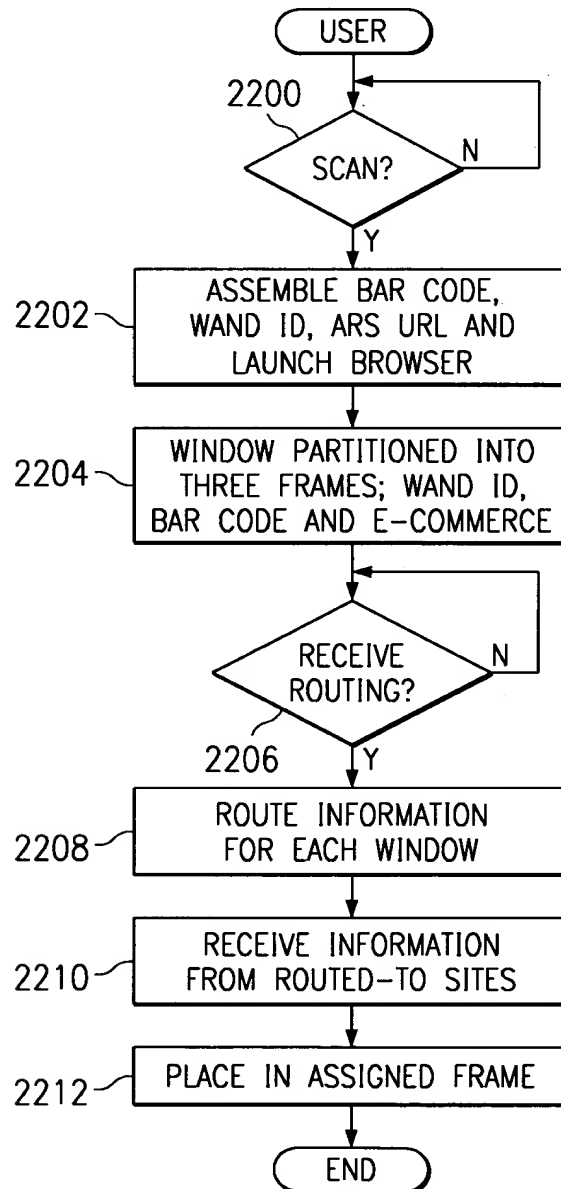 USER
2200
SCAN?
N
Y
2202
ASSEMBLE BAR CODE,
WAND ID, ARS URL AND
LAUNCH BROWSER
2204
WINDOW PARTITIONED INTO
THREE FRAMES; WAND ID,
BAR CODE AND E-COMMERCE
RECEIVE
ROUTING?
N
2206
Y
2208
ROUTE INFORMATION
FOR EACH WINDOW
2210
RECEIVE INFORMATION
FROM ROUTED-TO SITES
2212
PLACE IN ASSIGNED FRAME
END